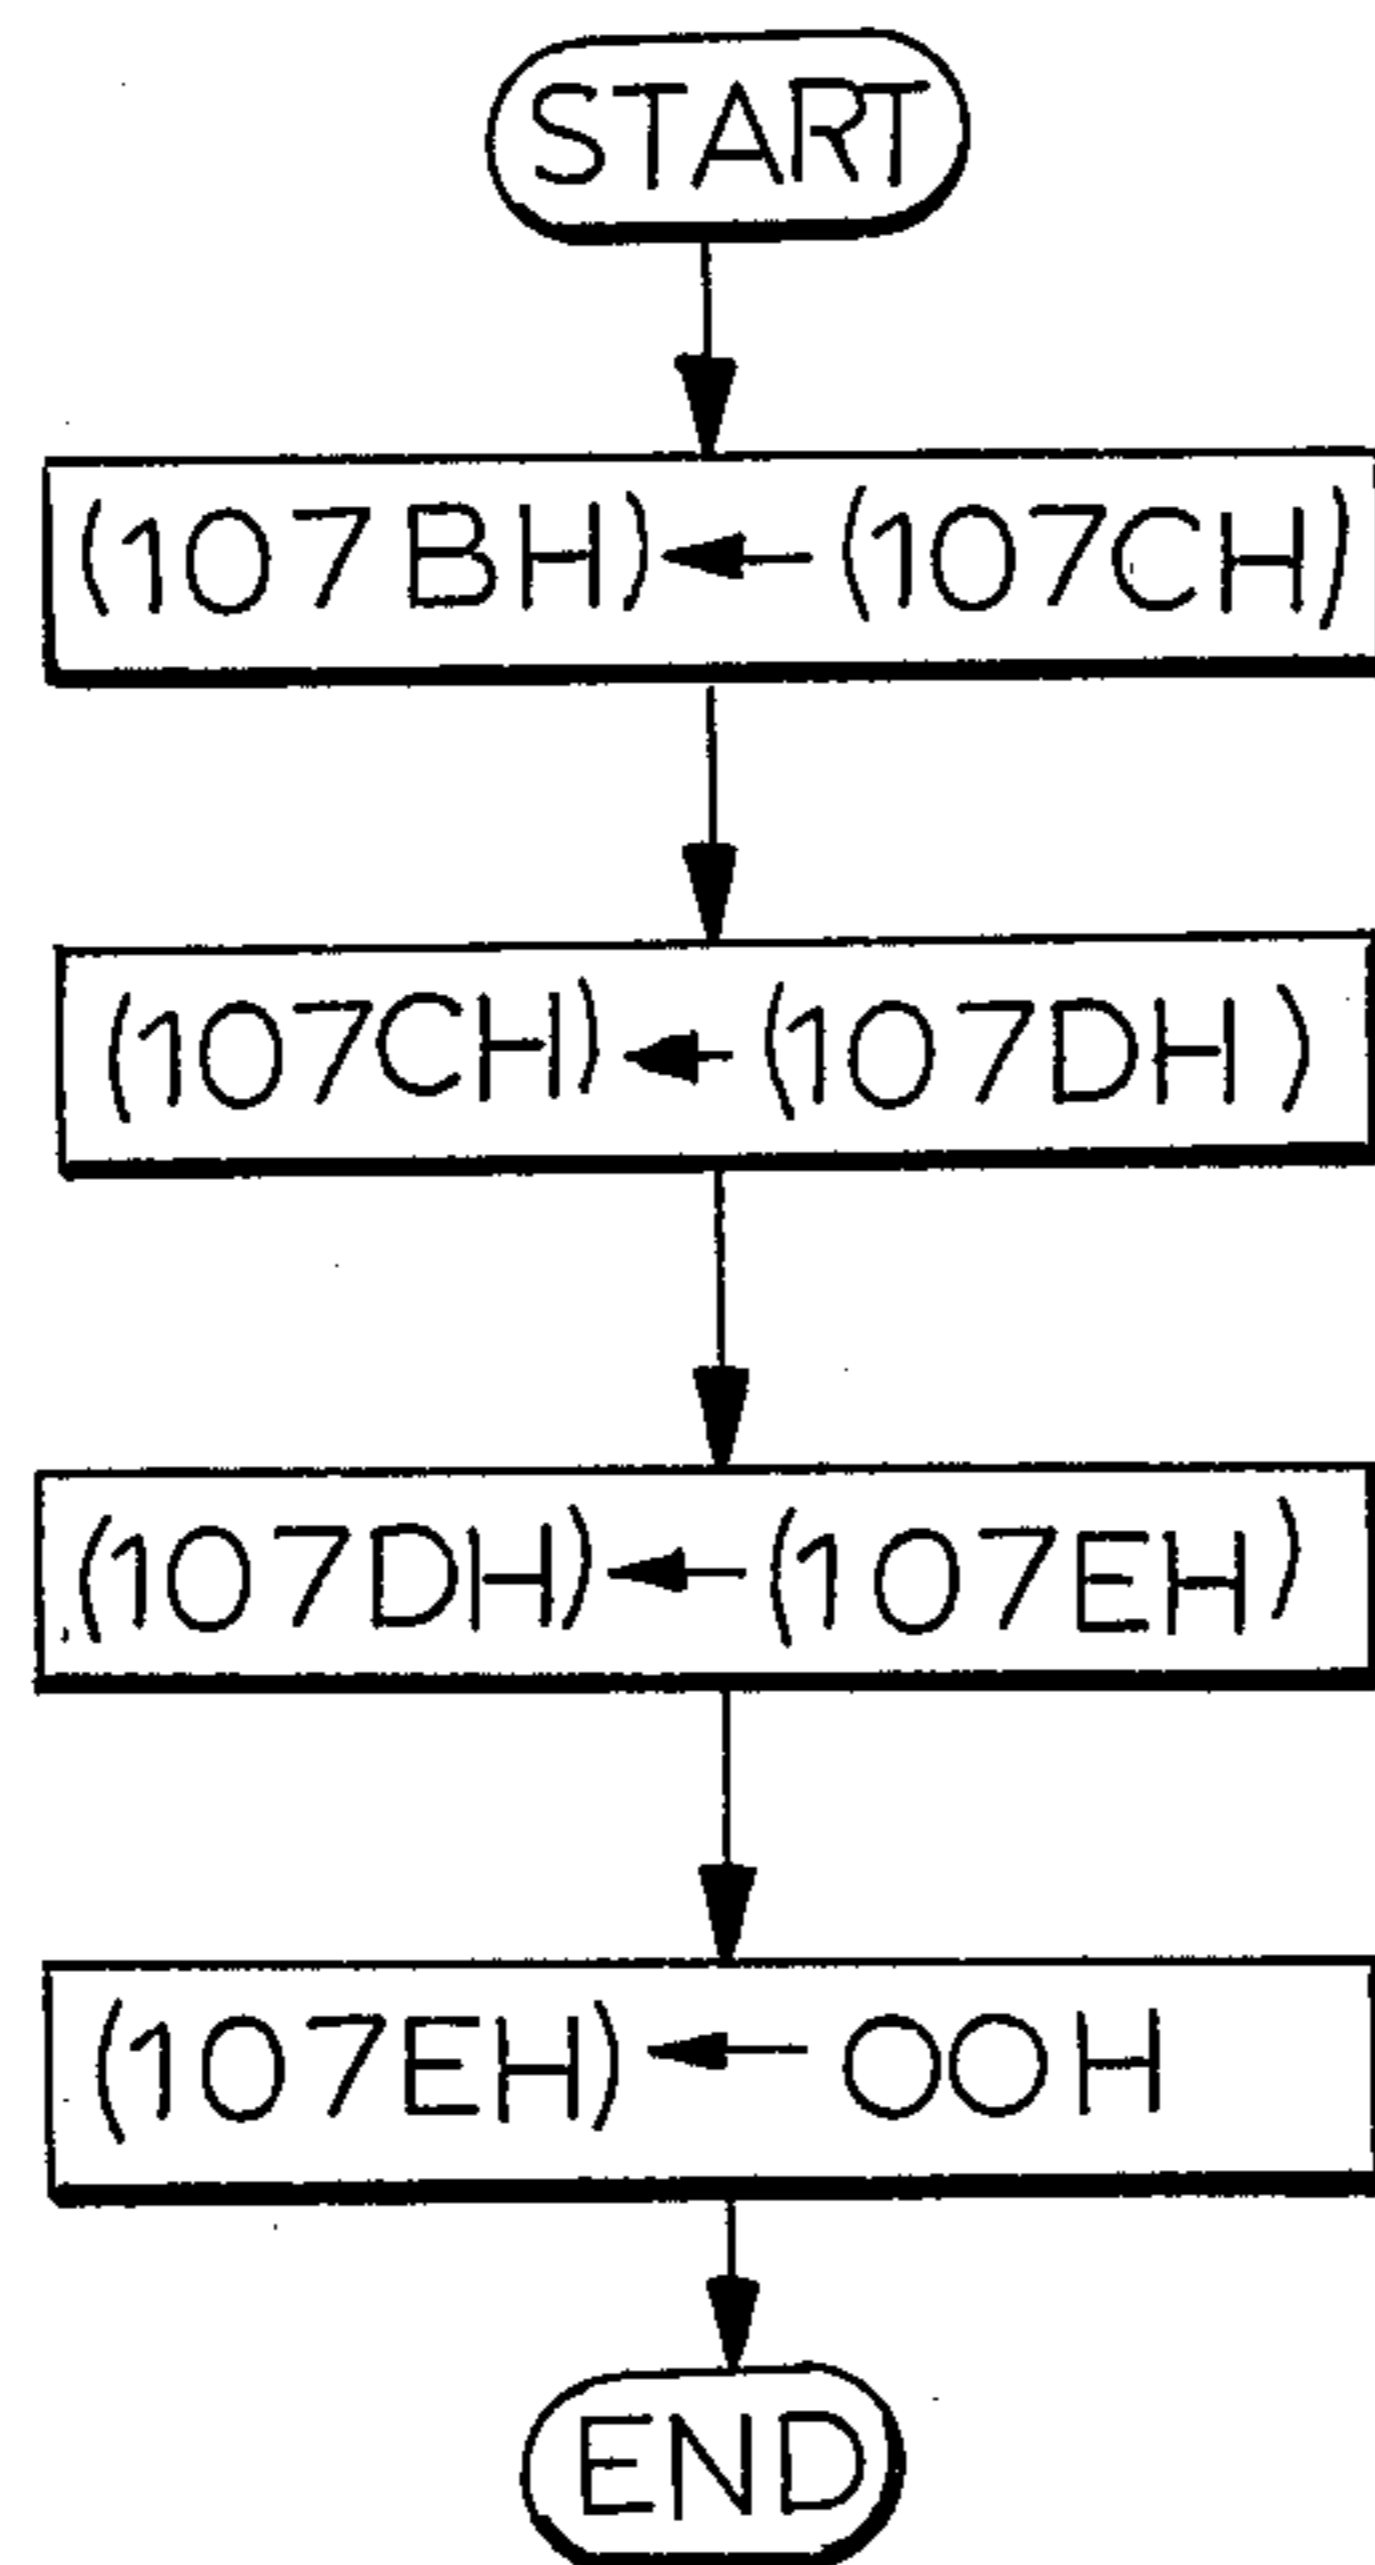 START
(107BH) ← (107CH)
(107CH) ← (107DH)
(107DH) ← (107EH)
(107EH) ← 00H
END